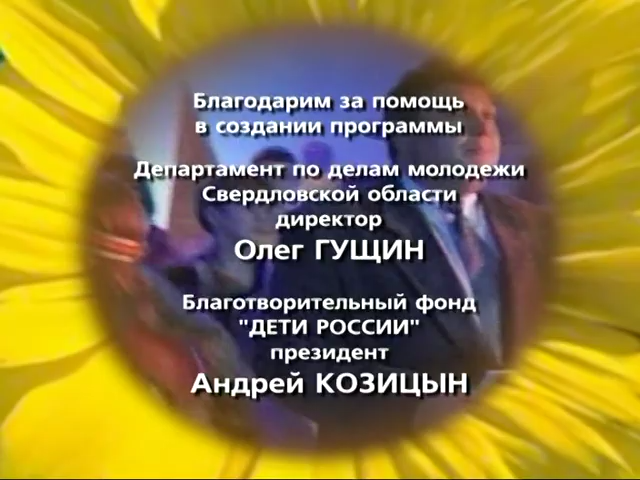 Благодарим за помощь
в создании программы
Департамент по делам молодежи
Свердловской области
директор
Олег ГУЩИН
Благотворительный фонд
"ДЕТИ РОССИИ"
президент
Андрей КОЗИЦЫН